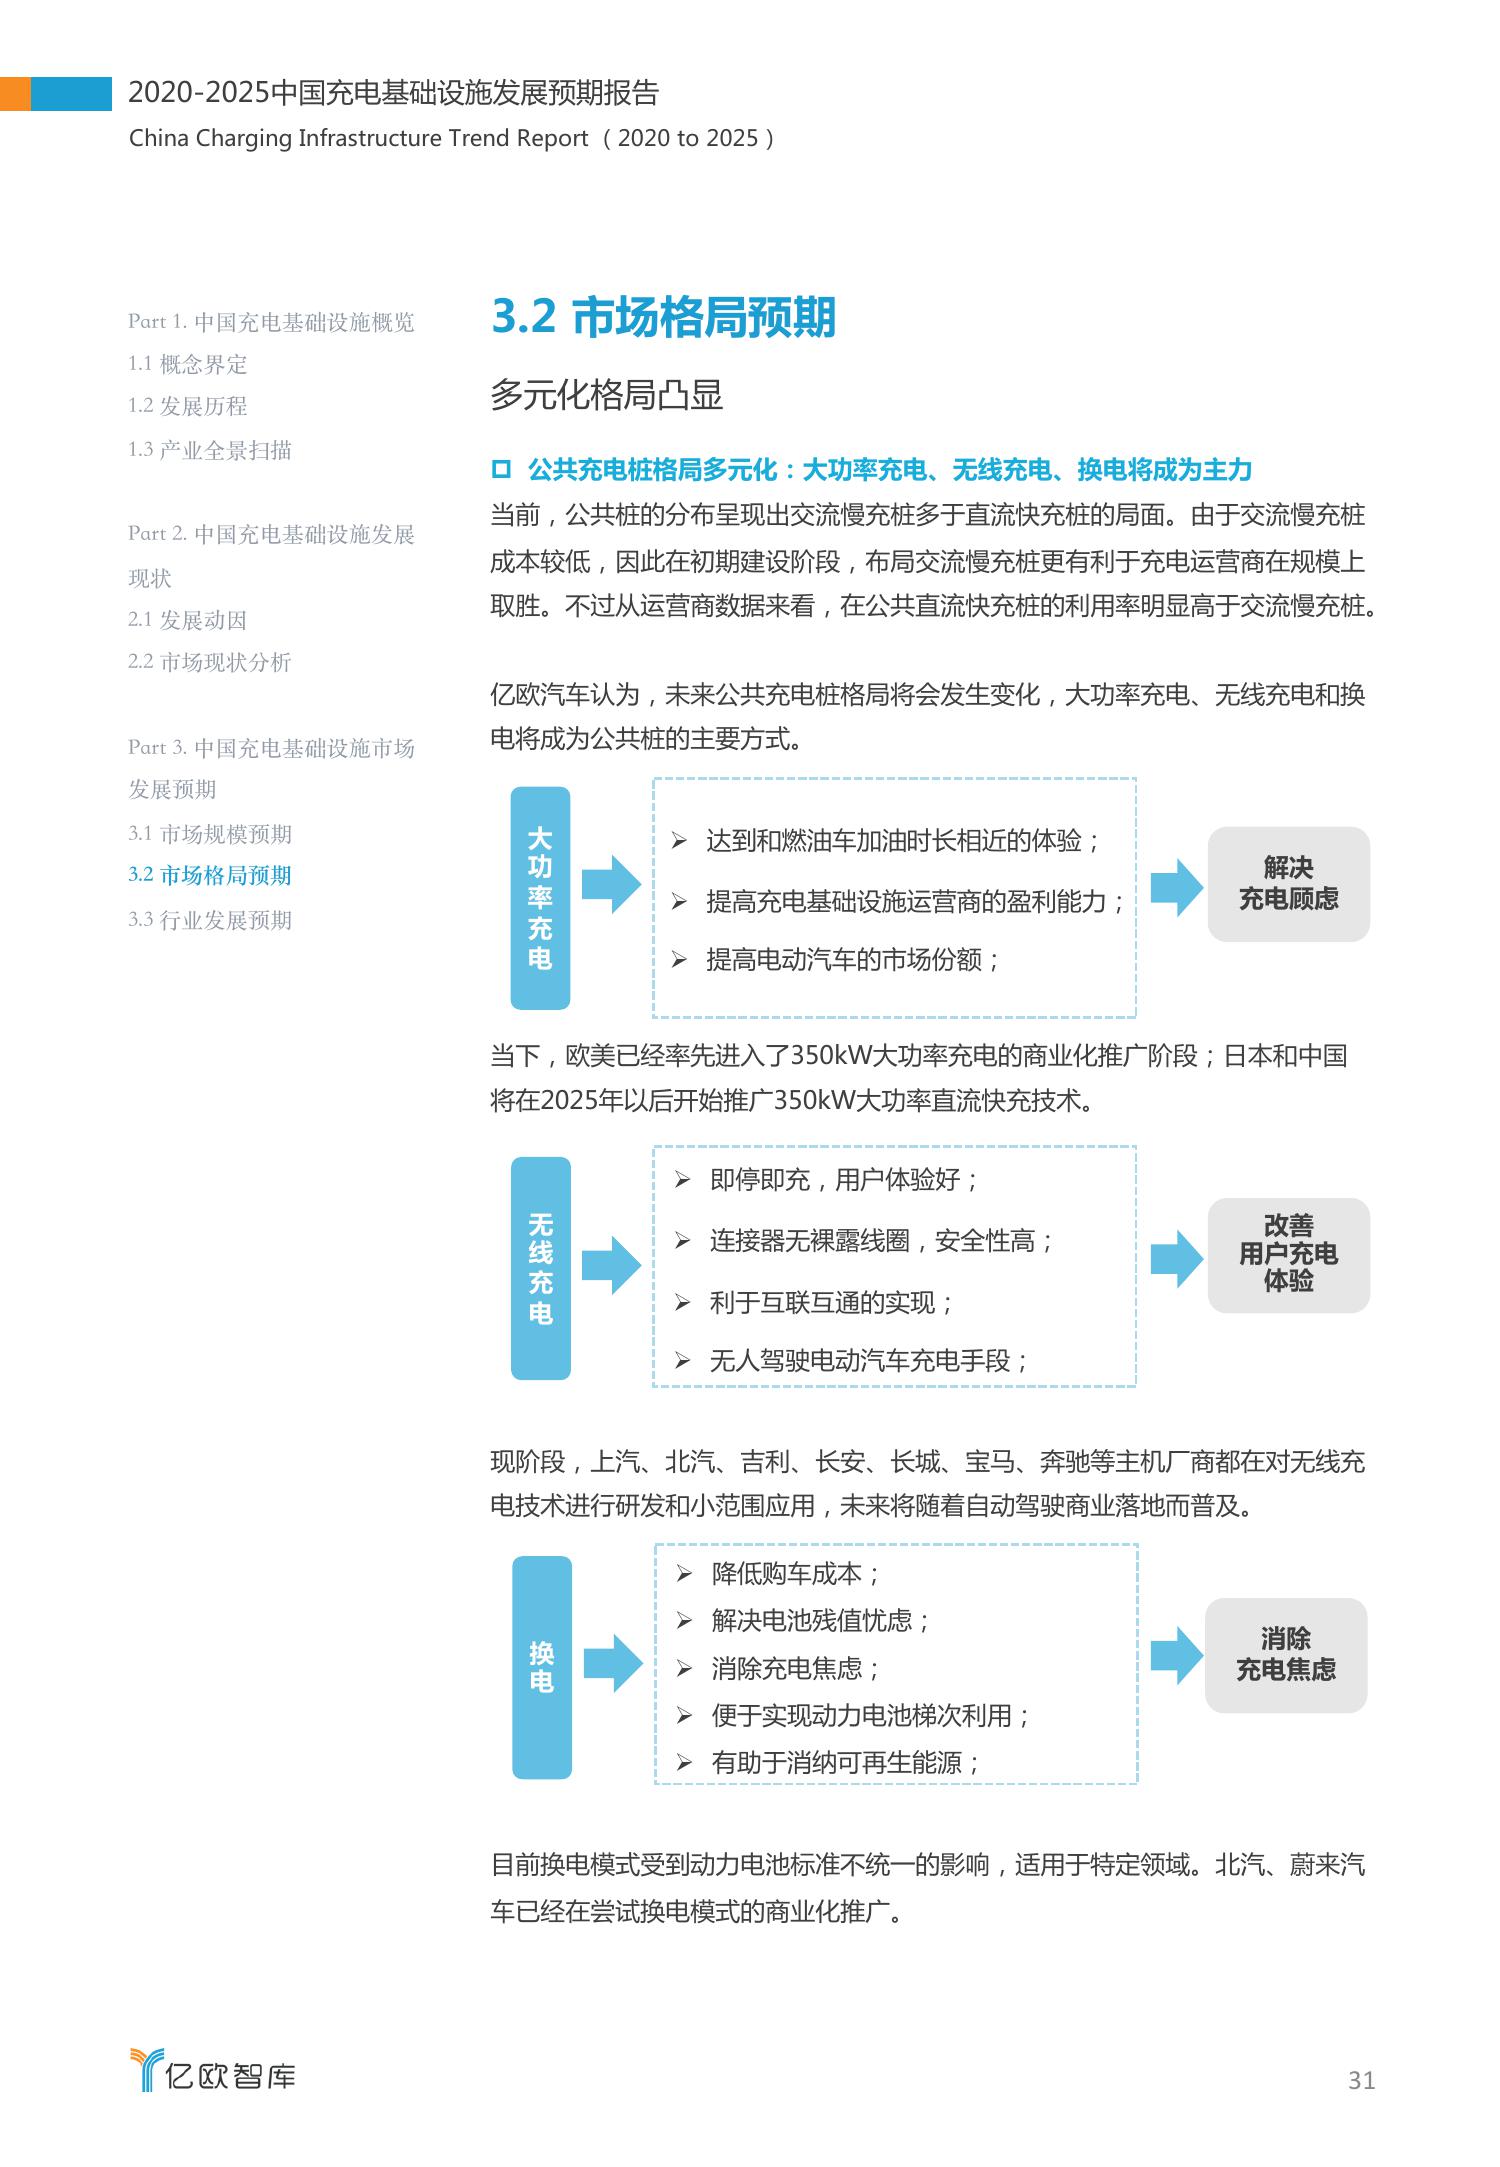 2020-2025中国充电基础设施发展预期报告
China Charging Infrastructure Trend Report（2020 to 2025）
Part 1. 中国充电基础设施概览
1.1 概念界定
1.2 发展历程
1.3 产业全景扫描
Part 2. 中国充电基础设施发展
现状
2.1 发展动因
2.2 市场现状分析
Part 3. 中国充电基础设施市场
发展预期
3.1 市场规模预期
3.2 市场格局预期
3.3 行业发展预期
3.2 市场格局预期
多元化格局凸显
公共充电桩格局多元化：大功率充电、无线充电、换电将成为主力
当前，公共桩的分布呈现出交流慢充桩多于直流快充桩的局面。由于交流慢充桩
成本较低，因此在初期建设阶段，布局交流慢充桩更有利于充电运营商在规模上
取胜。不过从运营商数据来看，在公共直流快充桩的利用率明显高于交流慢充桩。
亿欧汽车认为，未来公共充电桩格局将会发生变化，大功率充电、无线充电和换
电将成为公共桩的主要方式。
大功率充电
达到和燃油车加油时长相近的体验；
提高充电基础设施运营商的盈利能力；
提高电动汽车的市场份额；
解决
充电顾虑
当下，欧美已经率先进入了350kW大功率充电的商业化推广阶段；日本和中国
将在2025年以后开始推广350kW大功率直流快充技术。
无线充电
即停即充，用户体验好；
连接器无裸露线圈，安全性高；
利于互联互通的实现；
无人驾驶电动汽车充电手段；
改善
用户充电
体验
现阶段，上汽、北汽、吉利、长安、长城、宝马、奔驰等主机厂商都在对无线充
电技术进行研发和小范围应用，未来将随着自动驾驶商业落地而普及。
换电
降低购车成本；
解决电池残值忧虑；
消除充电焦虑；
便于实现动力电池梯次利用；
有助于消纳可再生能源；
消除
充电焦虑
目前换电模式受到动力电池标准不统一的影响，适用于特定领域。北汽、蔚来汽
车已经在尝试换电模式的商业化推广。
亿欧智库
31